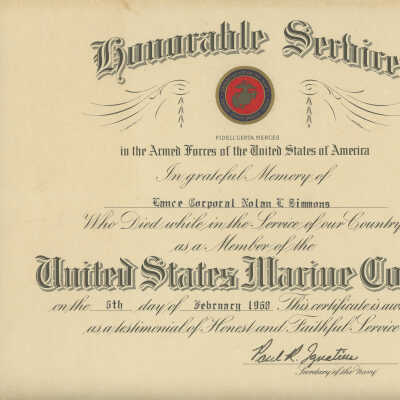 Honorable Service
FIDELI CERTA MERCES
in the Armed Forces of the United States of America
In grateful Memory of
Lance Corporal Nolan E Simmons
Who Died while in the Service of our Country
as a Member of the
United States Marine Co
on the 5th day of February 1968 This certificate is aw
as a testimonial of Honest and Faithful Service
Paul R. Ignatius
Secretary of the Navy